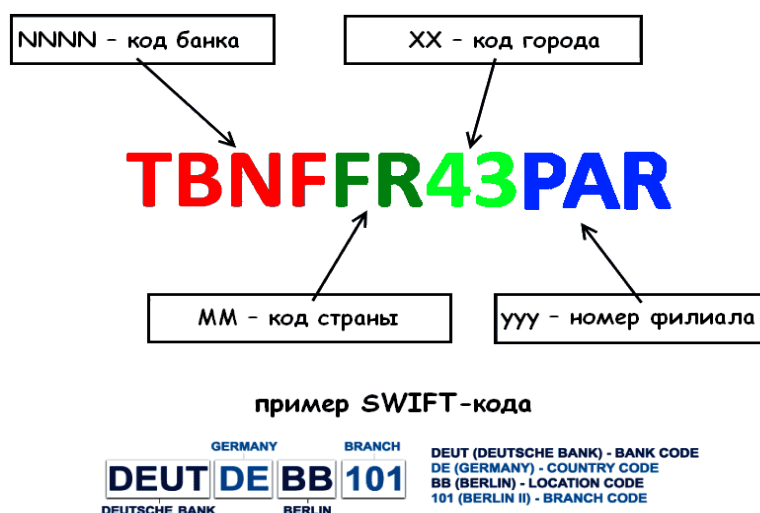 NNNN - код банка
XX - код города
TBNFFR43PAR
MM - код страны
yyy - номер филиала
пример SWIFT-кода
GERMANY
BRANCH
DEUT DE BB 101
DEUTSCHE BANK
BERLIN
DEUT (DEUTSCHE BANK) - BANK CODE
DE (GERMANY) - COUNTRY CODE
BB (BERLIN) - LOCATION CODE
101 (BERLIN II) - BRANCH CODE